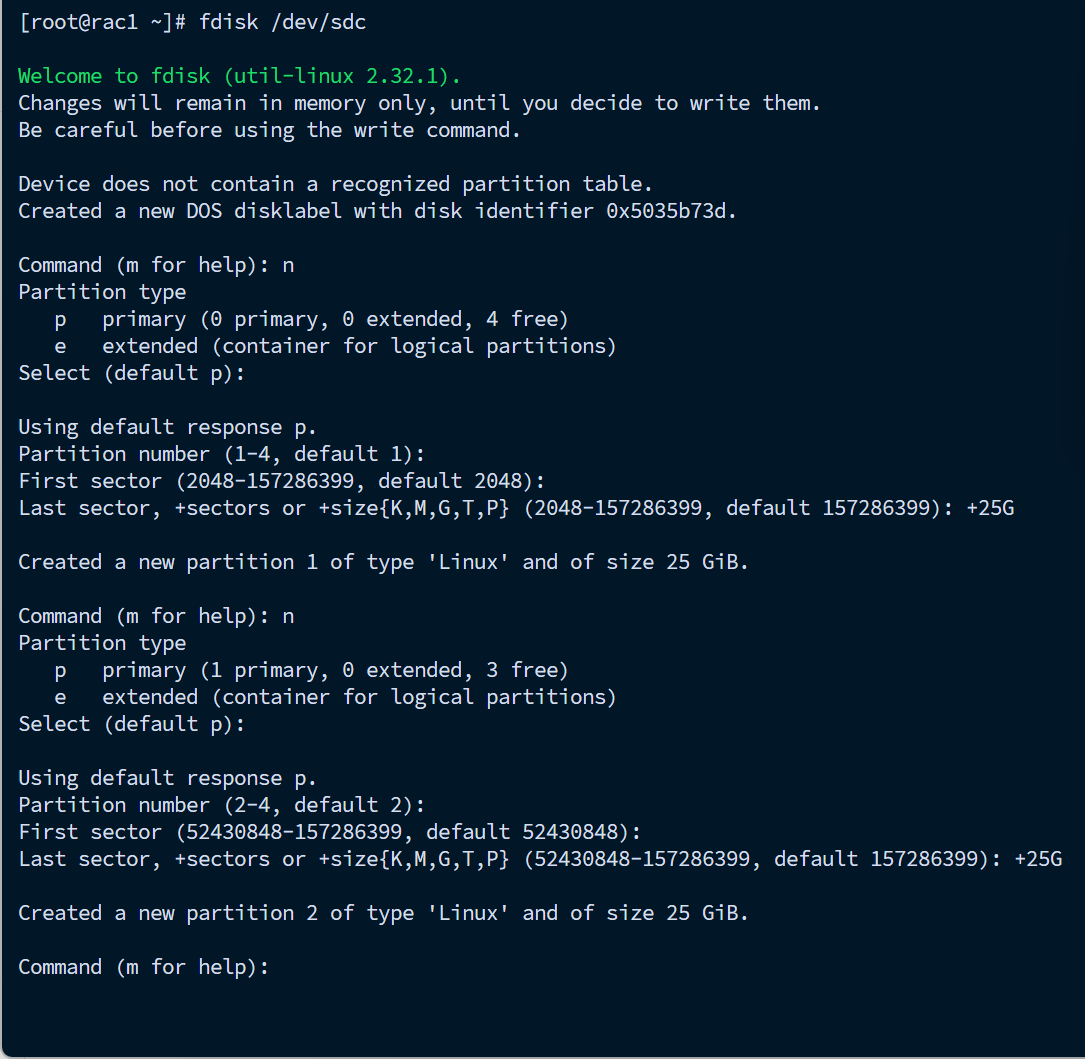 [root@rac1 ~]# fdisk /dev/sdc
Welcome to fdisk (util-linux 2.32.1).
Changes will remain in memory only, until you decide to write them.
Be careful before using the write command.
Device does not contain a recognized partition table.
Created a new DOS disklabel with disk identifier 0x5035b73d.
Command (m for help): n
Partition type
   p   primary (0 primary, 0 extended, 4 free)
   e   extended (container for logical partitions)
Select (default p):
Using default response p.
Partition number (1-4, default 1):
First sector (2048-157286399, default 2048):
Last sector, +sectors or +size{K,M,G,T,P} (2048-157286399, default 157286399): +25G
Created a new partition 1 of type 'Linux' and of size 25 GiB.
Command (m for help): n
Partition type
   p   primary (1 primary, 0 extended, 3 free)
   e   extended (container for logical partitions)
Select (default p):
Using default response p.
Partition number (2-4, default 2):
First sector (52430848-157286399, default 52430848):
Last sector, +sectors or +size{K,M,G,T,P} (52430848-157286399, default 157286399): +25G
Created a new partition 2 of type 'Linux' and of size 25 GiB.
Command (m for help):